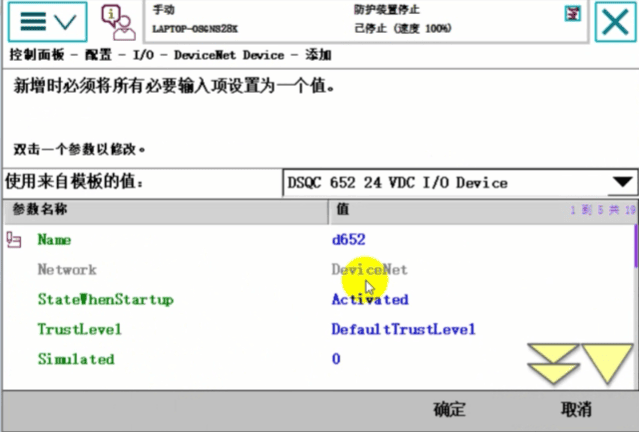 手动
防护装置停止
LAPTOP-OS4NS28K
己停止 (速度 100%)
控制面板 - 配置 - I/O - DeviceNet Device - 添加
新增时必须将所有必要输入项设置为一个值。
双击一个参数以修改。
使用来自模板的值:
DSQC 652 24 VDC I/O Device
参数名称
值
1 到 5 共 19
Name
d652
Network
DeviceNet
StateWhenStartup
Activated
TrustLevel
DefaultTrustLevel
Simulated
0
确定
取消